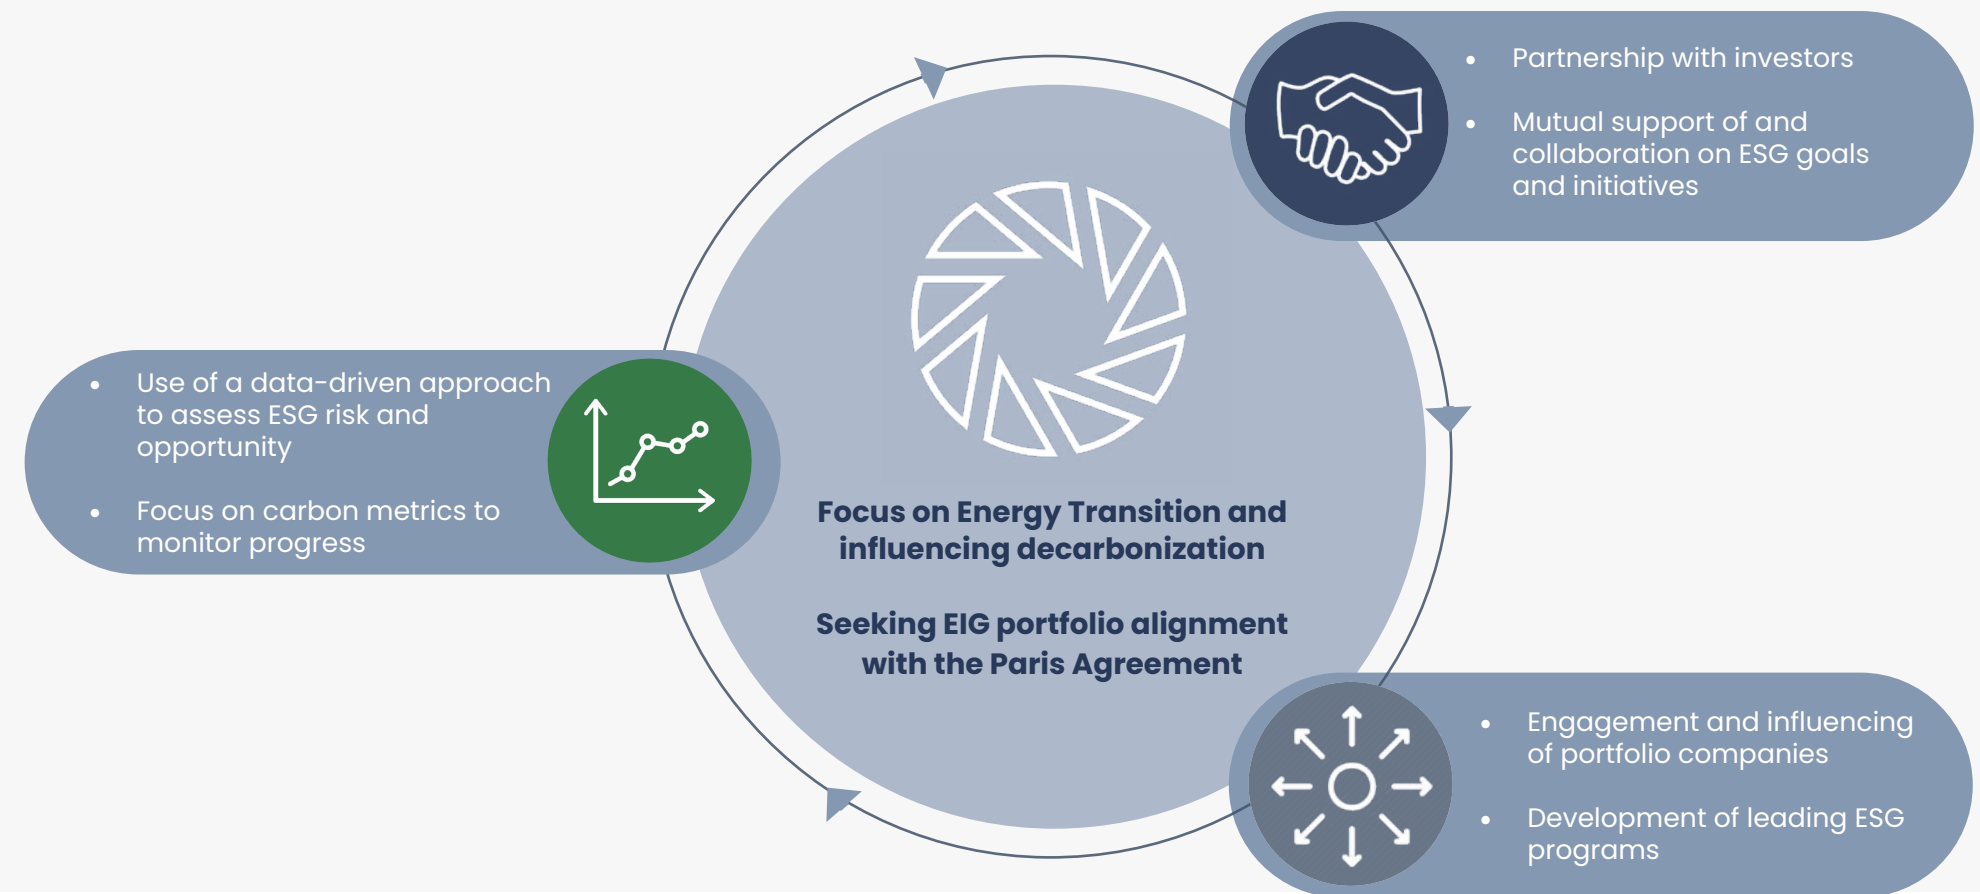 • Partnership with investors
• Mutual support of and
collaboration on ESG goals
and initiatives
• Use of a data-driven approach
to assess ESG risk and
opportunity
• Focus on carbon metrics to
monitor progress
Focus on Energy Transition and
influencing decarbonization
Seeking EIG portfolio alignment
with the Paris Agreement
• Engagement and influencing
of portfolio companies
• Development of leading ESG
programs